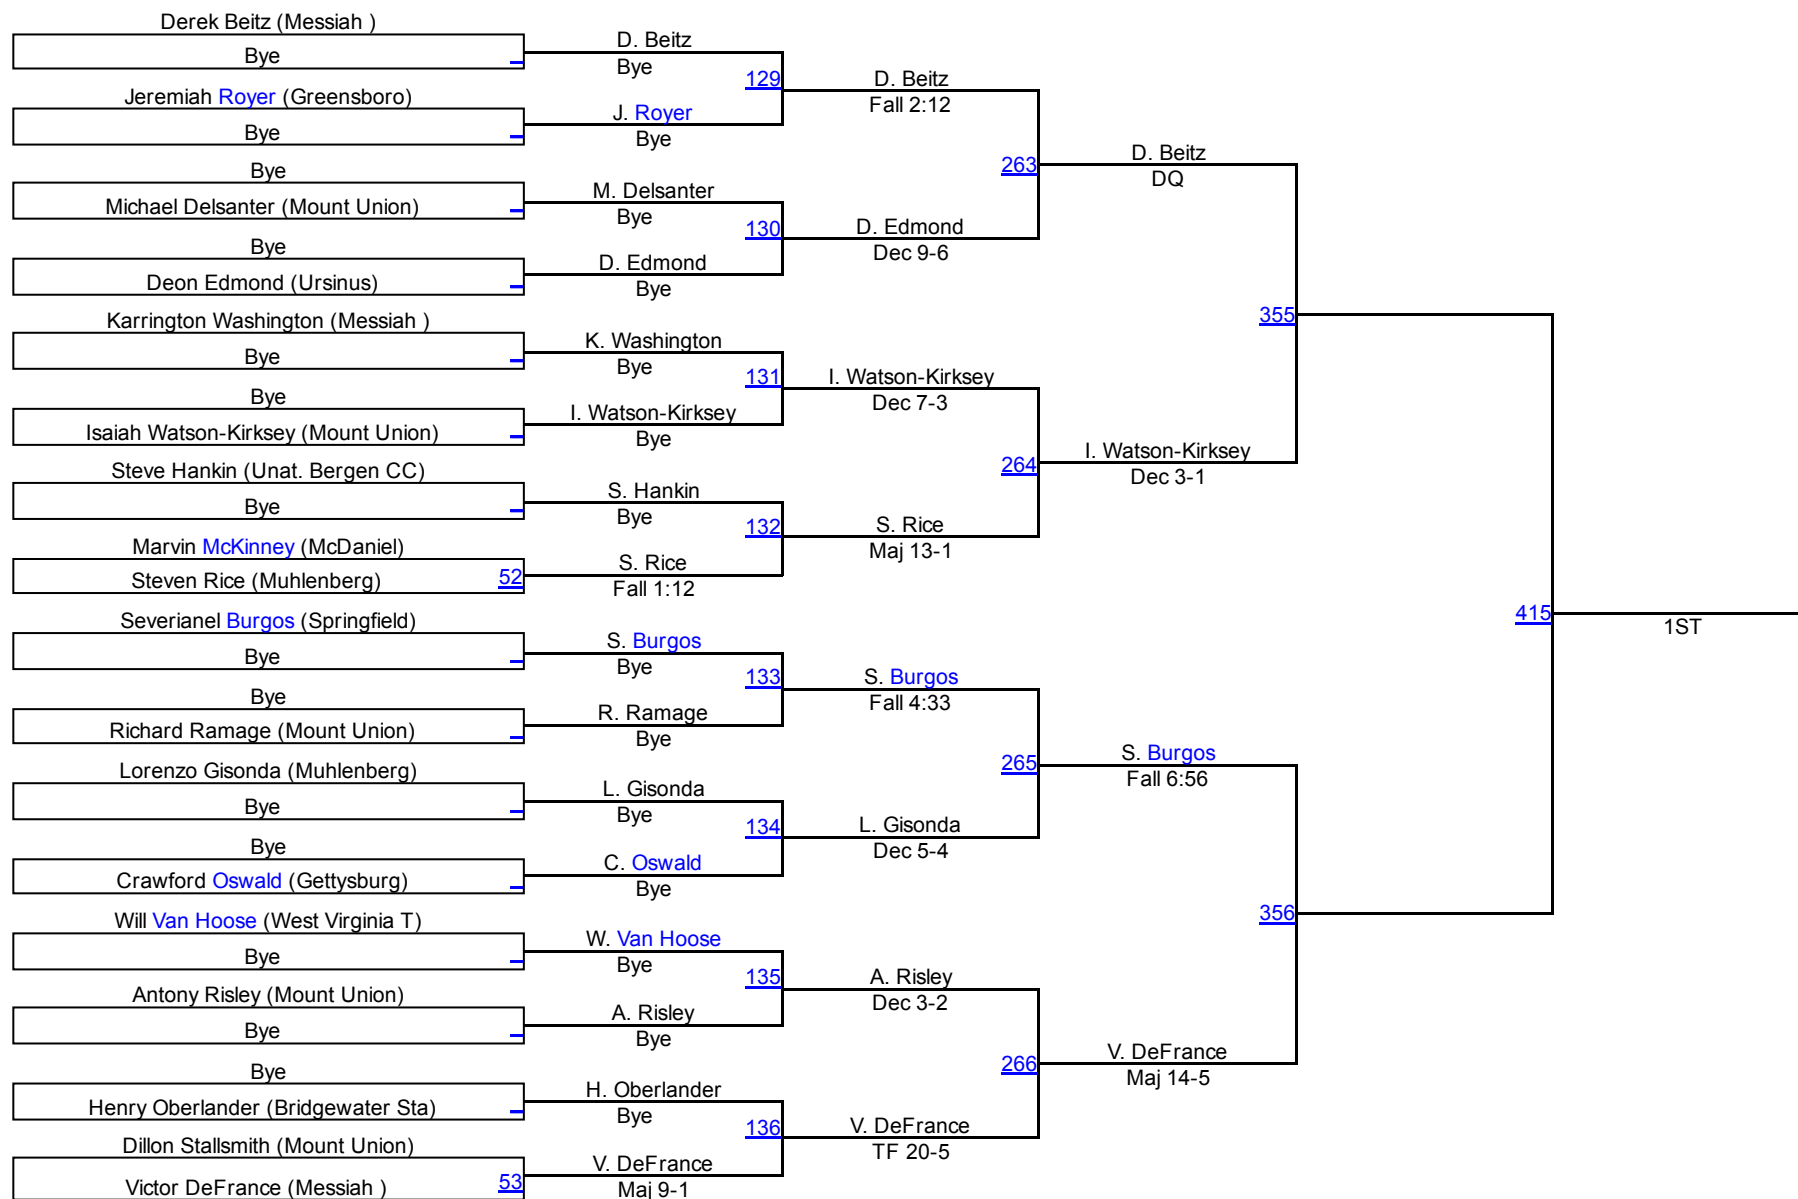 Derek Beitz (Messiah )
Bye
Jeremiah Royer (Greensboro)
Bye
Bye
Michael Delsanter (Mount Union)
Bye
Deon Edmond (Ursinus)
Karrington Washington (Messiah )
Bye
Bye
Isaiah Watson-Kirksey (Mount Union)
Steve Hankin (Unat. Bergen CC)
Bye
Marvin McKinney (McDaniel)
Steven Rice (Muhlenberg)
52
Severianel Burgos (Springfield)
Bye
Bye
Richard Ramage (Mount Union)
Lorenzo Gisonda (Muhlenberg)
Bye
Bye
Crawford Oswald (Gettysburg)
Will Van Hoose (West Virginia T)
Bye
Antony Risley (Mount Union)
Bye
Bye
Henry Oberlander (Bridgewater Sta)
Dillon Stallsmith (Mount Union)
Victor DeFrance (Messiah )
53
D. Beitz
Bye
129
J. Royer
Bye
M. Delsanter
Bye
130
D. Edmond
Bye
K. Washington
Bye
131
I. Watson-Kirksey
Bye
S. Hankin
Bye
132
S. Rice
Fall 1:12
S. Burgos
Bye
133
R. Ramage
Bye
L. Gisonda
Bye
134
C. Oswald
Bye
W. Van Hoose
Bye
135
A. Risley
Bye
H. Oberlander
Bye
136
V. DeFrance
Maj 9-1
D. Beitz
Fall 2:12
263
D. Edmond
Dec 9-6
I. Watson-Kirksey
Dec 7-3
264
S. Rice
Maj 13-1
S. Burgos
Fall 4:33
265
L. Gisonda
Dec 5-4
A. Risley
Dec 3-2
266
V. DeFrance
TF 20-5
D. Beitz
DQ
355
I. Watson-Kirksey
Dec 3-1
S. Burgos
Fall 6:56
356
V. DeFrance
Maj 14-5
415
1ST